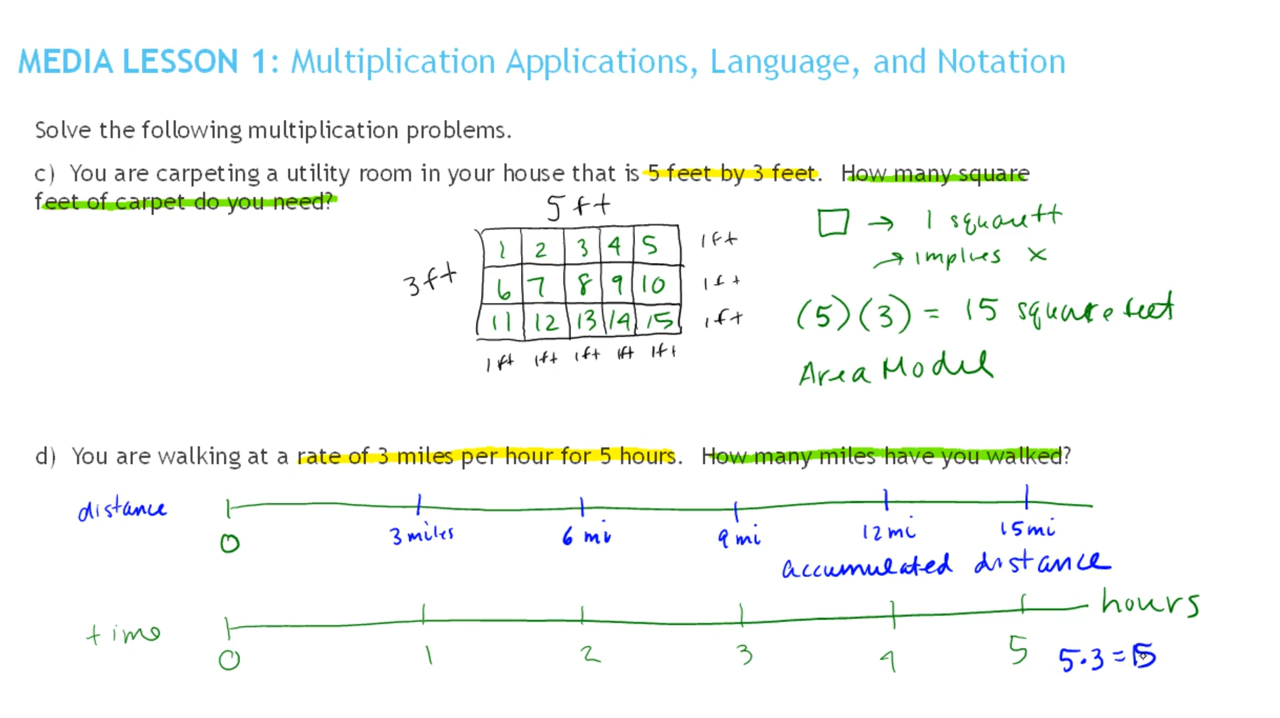 MEDIA LESSON 1: Multiplication Applications, Language, and Notation
Solve the following multiplication problems.
c) You are carpeting a utility room in your house that is 5 feet by 3 feet. How many square
feet of carpet do you need?
5 ft
3 ft
1 2 3 4 5 1 ft
6 7 8 9 10 1 ft
11 12 13 14 15 1 ft
1 ft 1 ft 1 ft 1 ft 1 ft
□ → 1 square ft
→ implies ×
(5)(3) = 15 square feet
Area Model
d) You are walking at a rate of 3 miles per hour for 5 hours. How many miles have you walked?
distance
0 3 miles 6 mi 9 mi 12 mi 15 mi
accumulated distance
time hours
0 1 2 3 4 5 5·3=15